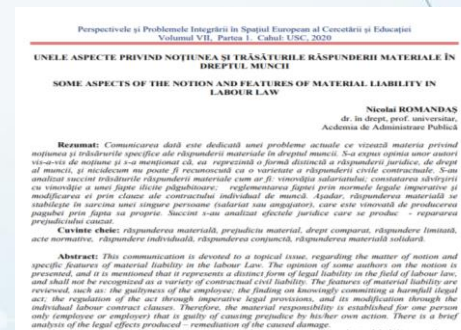 Perspectivele și Problemele Integrării în Spațiul European al Cercetării și Educației
Volumul VII, Partea 1. Cahul: USC, 2020
UNELE ASPECTE PRIVIND NOȚIUNEA ȘI TRĂSĂTURILE RĂSPUNDERII MATERIALE ÎN
DREPTUL MUNCII
SOME ASPECTS OF THE NOTION AND FEATURES OF MATERIAL LIABILITY IN
LABOUR LAW
Nicolai ROMANDAȘ
dr. în drept, prof. universitar,
Academia de Administrare Publică
Rezumat: Comunicarea dată este dedicată unei probleme actuale ce vizează materia privind
noțiunea și trăsăturile specifice ale răspunderii materiale în dreptul muncii. S-a expus opinia unor autori
vis-a-vis de noțiune și s-a menționat că, ea reprezintă o formă distinctă a răspunderii juridice, de drept
al muncii, și nicidecum nu poate fi recunoscută ca o varietate a răspunderii civile contractuale. S-au
analizat succint trăsăturile răspunderii materiale cum ar fi: vinovăția salariatului; constatarea săvîrșirii
cu vinovăție a unei fapte ilicite păgubitoare; reglementarea faptei prin normele legale imperative și
modificarea ei prin clauze ale contractului individual de muncă. Așadar, răspunderea materială se
stabilește în sarcina unei singure persoane (salariat sau angajator), care este vinovată de producerea
pagubei prin fapta sa proprie. Succint s-au analizat efectele juridice care se produc - repararea
prejudiciului cauzat.
Cuvinte cheie: răspunderea materială, prejudiciu material, drept comparat, răspundere limitată,
acte normative, răspundere individuală, răspunderea conjunctă, răspunderea materială solidară.
Abstract: This communication is devoted to a topical issue, regarding the matter of notion and
specific features of material liability in the labour Law. The opinion of some authors on the notion is
presented, and it is mentioned that it represents a distinct form of legal liability in the field of labour law,
and shall not be recognized as a variety of contractual civil liability. The features of material liability are
reviewed, such as: the guiltyness of the employee; the finding on knowingly committing a harmfull ilegal
act; the regulation of the act through imperative legal provisions, and its modification through the
individual labour contract clauses. Therefore, the material responsibility is established for one person
only (employee or employer) that is guilty of causing prejudice by his/her own action. There is a brief
analysis of the legal effects produced – remediation of the caused damage.